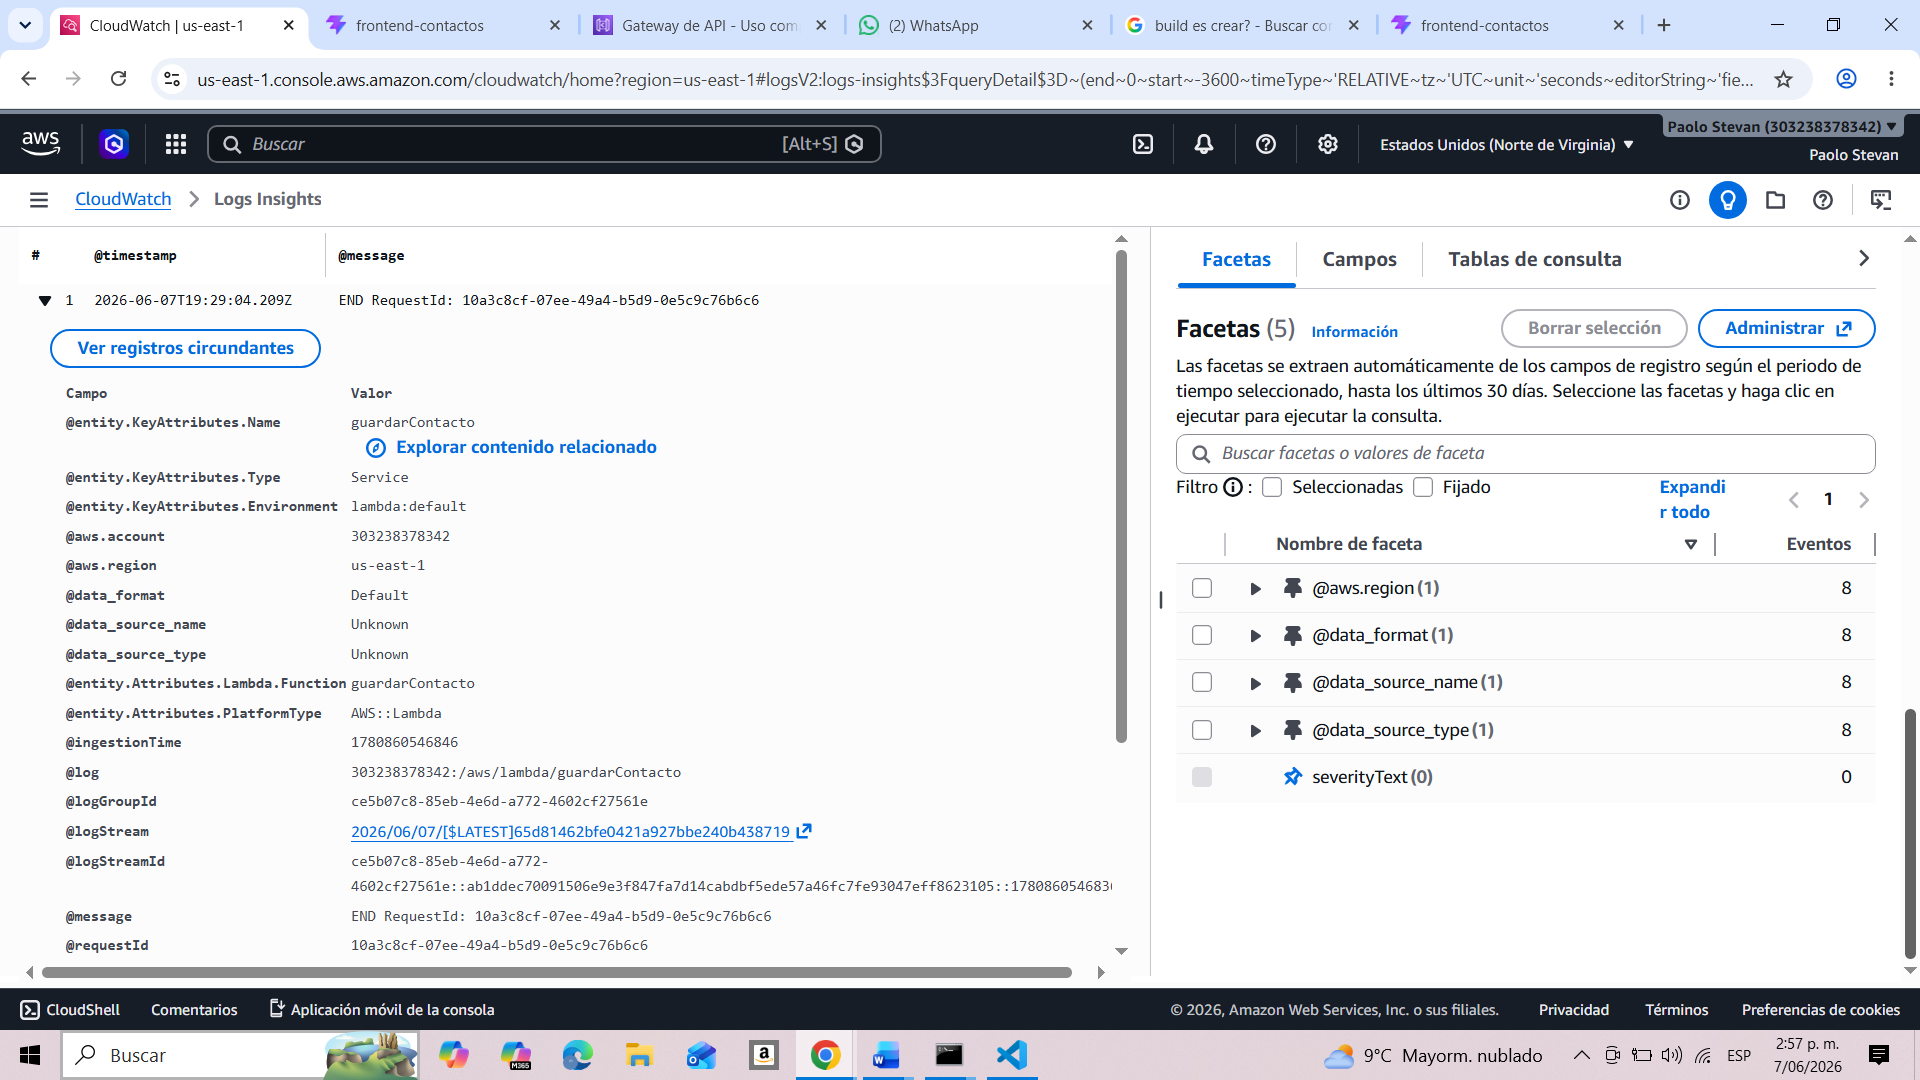 CloudWatch | us-east-1
frontend-contactos
Gateway de API - Uso com
(2) WhatsApp
build es crear? - Buscar co
frontend-contactos
us-east-1.console.aws.amazon.com/cloudwatch/home?region=us-east-1#logsV2:logs-insights$3FqueryDetail$3D~(end~0~start~-3600~timeType~'RELATIVE~tz~'UTC~unit~'seconds~editorString~'fie...
aws
Buscar
[Alt+S]
Estados Unidos (Norte de Virginia)
Paolo Stevan (303238378342)
Paolo Stevan
CloudWatch
Logs Insights
#
@timestamp
@message
1
2026-06-07T19:29:04.209Z
END RequestId: 10a3c8cf-07ee-49a4-b5d9-0e5c9c76b6c6
Ver registros circundantes
Campo Valor
@entity.KeyAttributes.Name guardarContacto
Explorar contenido relacionado
@entity.KeyAttributes.Type Service
@entity.KeyAttributes.Environment lambda:default
@aws.account 303238378342
@aws.region us-east-1
@data_format Default
@data_source_name Unknown
@data_source_type Unknown
@entity.Attributes.Lambda.Function guardarContacto
@entity.Attributes.PlatformType AWS::Lambda
@ingestionTime 1780860546846
@log 303238378342:/aws/lambda/guardarContacto
@logGroupId ce5b07c8-85eb-4e6d-a772-4602cf27561e
@logStream 2026/06/07/[$LATEST]65d81462bfe0421a927bbe240b438719
@logStreamId ce5b07c8-85eb-4e6d-a772-
4602cf27561e::ab1ddec70091506e9e3f847fa7d14cabdbf5ede57a46fc7fe93047eff8623105::178086054683
@message END RequestId: 10a3c8cf-07ee-49a4-b5d9-0e5c9c76b6c6
@requestId 10a3c8cf-07ee-49a4-b5d9-0e5c9c76b6c6
Facetas
Campos
Tablas de consulta
Facetas (5) Información
Borrar selección
Administrar
Las facetas se extraen automáticamente de los campos de registro según el periodo de
tiempo seleccionado, hasta los últimos 30 días. Seleccione las facetas y haga clic en
ejecutar para ejecutar la consulta.
Buscar facetas o valores de faceta
Filtro : Seleccionadas Fijado
Expandi
r todo
1
Nombre de faceta Eventos
@aws.region (1) 8
@data_format (1) 8
@data_source_name (1) 8
@data_source_type (1) 8
severityText (0) 0
CloudShell
Comentarios
Aplicación móvil de la consola
© 2026, Amazon Web Services, Inc. o sus filiales.
Privacidad
Términos
Preferencias de cookies
Buscar
M365
a
9°C Mayorm. nublado
ESP
2:57 p. m.
7/06/2026